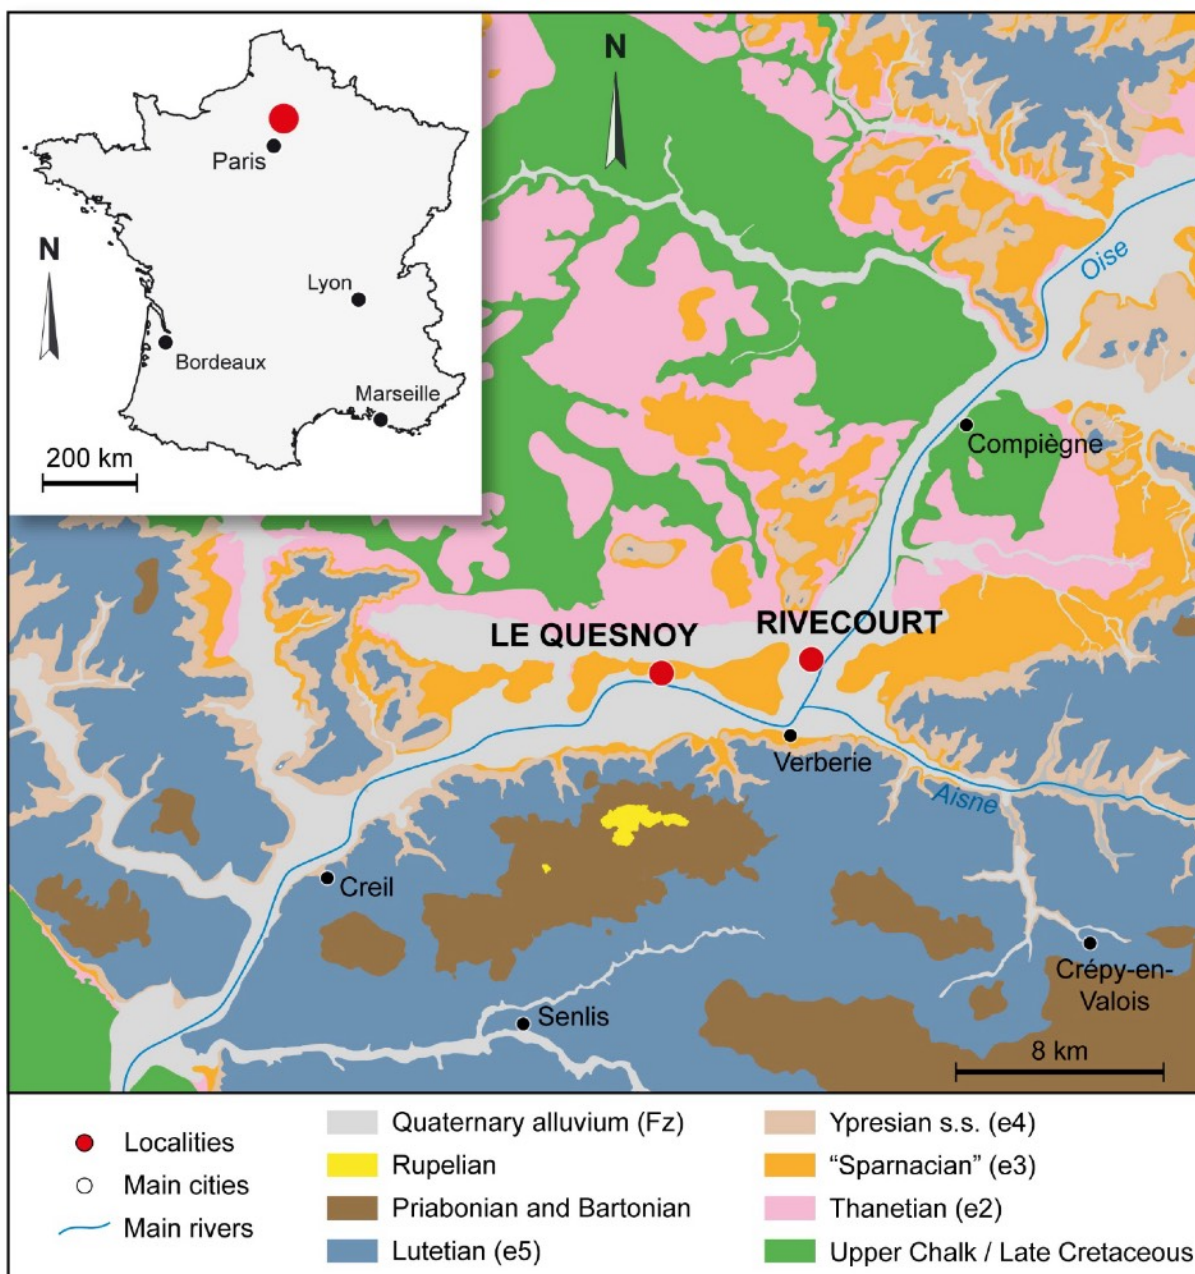 N
Paris
N
Lyon
Bordeaux
Marseille
200 km
Oise
Compiègne
RIVECOURT
LE QUESNOY
Verberie
Aisne
Creil
Crépy-en-
Valois
Senlis
8 km
Localities
Main cities
Main rivers
Quaternary alluvium (Fz)
Rupelian
Priabonian and Bartonian
Lutetian (e5)
Ypresian s.s. (e4)
“Sparnacian” (e3)
Thanetian (e2)
Upper Chalk / Late Cretaceous